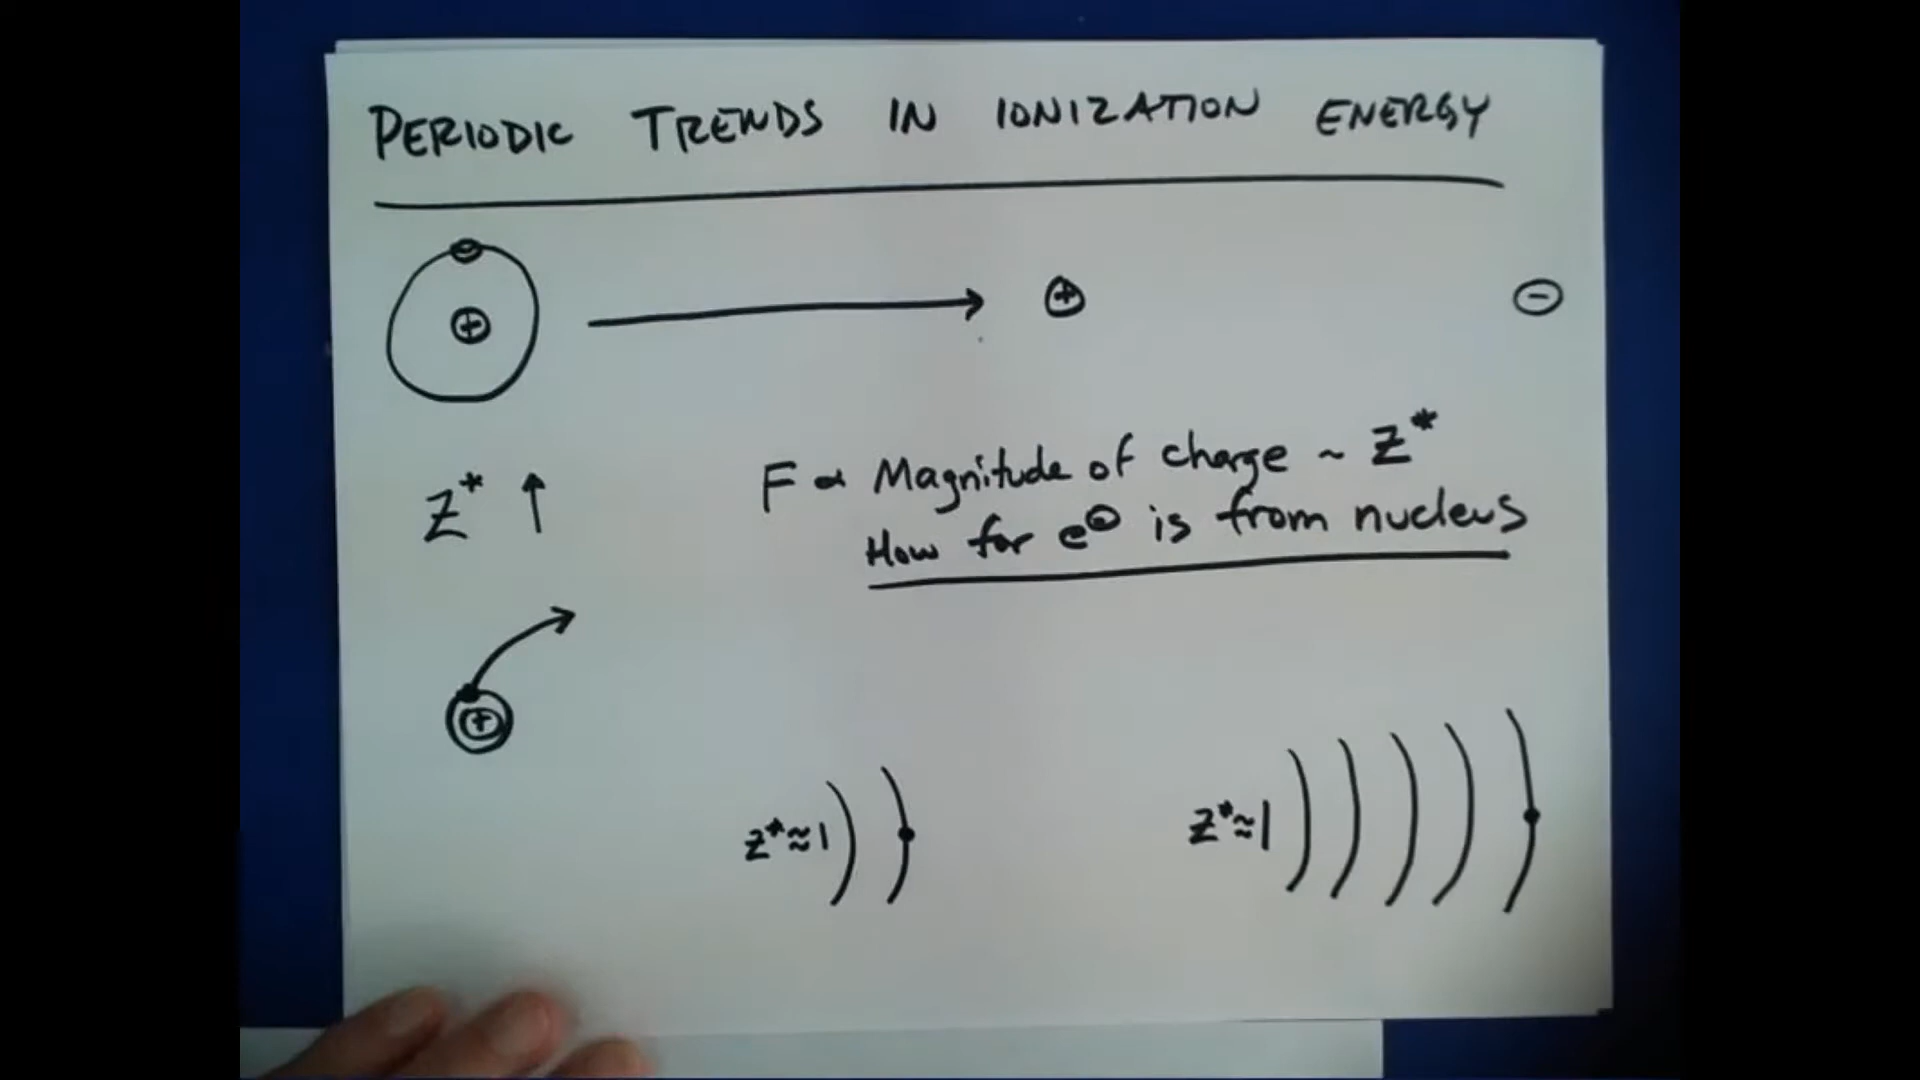 PERIODIC TRENDS IN IONIZATION ENERGY
⊖
⊕
⊕
⊖
Z* ↑
F ∝ Magnitude of charge ~ Z*
How far e⊖ is from nucleus
⊕
Z*≈1
Z*≈1